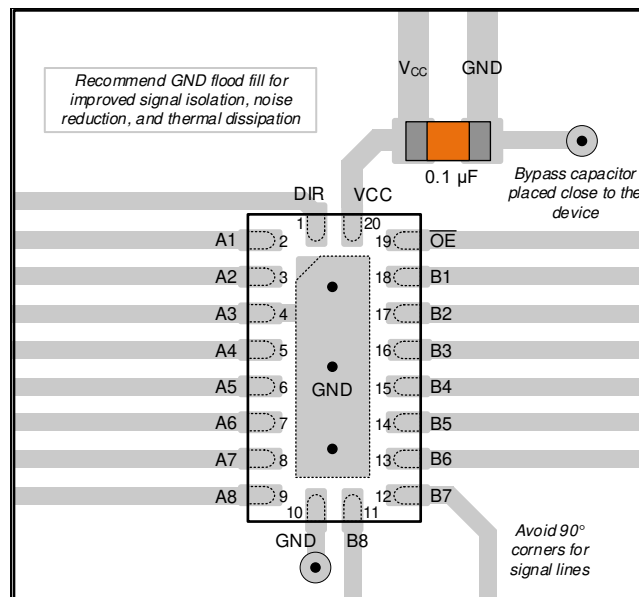 Recommend GND flood fill for
improved signal isolation, noise
reduction, and thermal dissipation
VCC GND
0.1 µF
Bypass capacitor
placed close to the
device
DIR VCC
1 20
A1 2 19 O̅E̅
A2 3 18 B1
A3 4 17 B2
A4 5 16 B3
A5 6 15 B4
GND
A6 7 14 B5
A7 8 13 B6
A8 9 12 B7
10 11
GND B8
Avoid 90°
corners for
signal lines